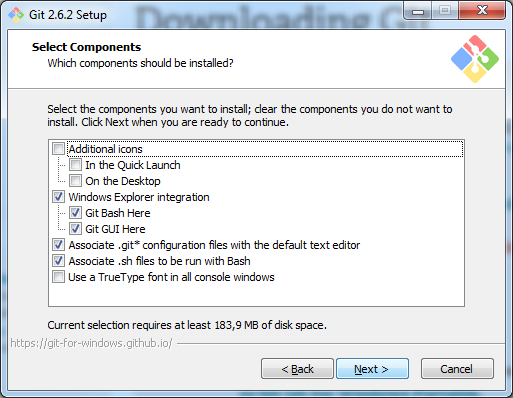 Downloading Git
Git 2.6.2 Setup
Select Components
Which components should be installed?
Select the components you want to install; clear the components you do not want to
install. Click Next when you are ready to continue.
Additional icons
In the Quick Launch
On the Desktop
Windows Explorer integration
Git Bash Here
Git GUI Here
Associate .git* configuration files with the default text editor
Associate .sh files to be run with Bash
Use a TrueType font in all console windows
Current selection requires at least 183,9 MB of disk space.
https://git-for-windows.github.io/
< Back
Next >
Cancel